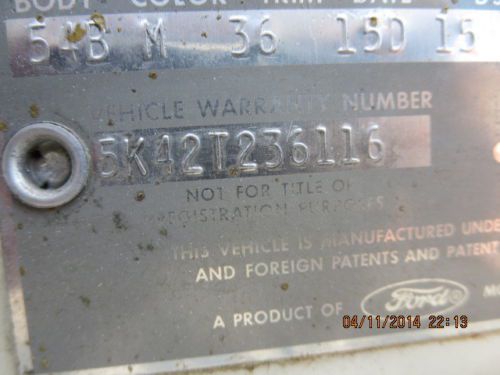 BODY COLOR TRIM DATE
54B M 36 15D 15
VEHICLE WARRANTY NUMBER
5K42T236116
NOT FOR TITLE OR
REGISTRATION PURPOSES
THIS VEHICLE IS MANUFACTURED UNDE
AND FOREIGN PATENTS AND PATENT
A PRODUCT OF Ford
04/11/2014 22:13